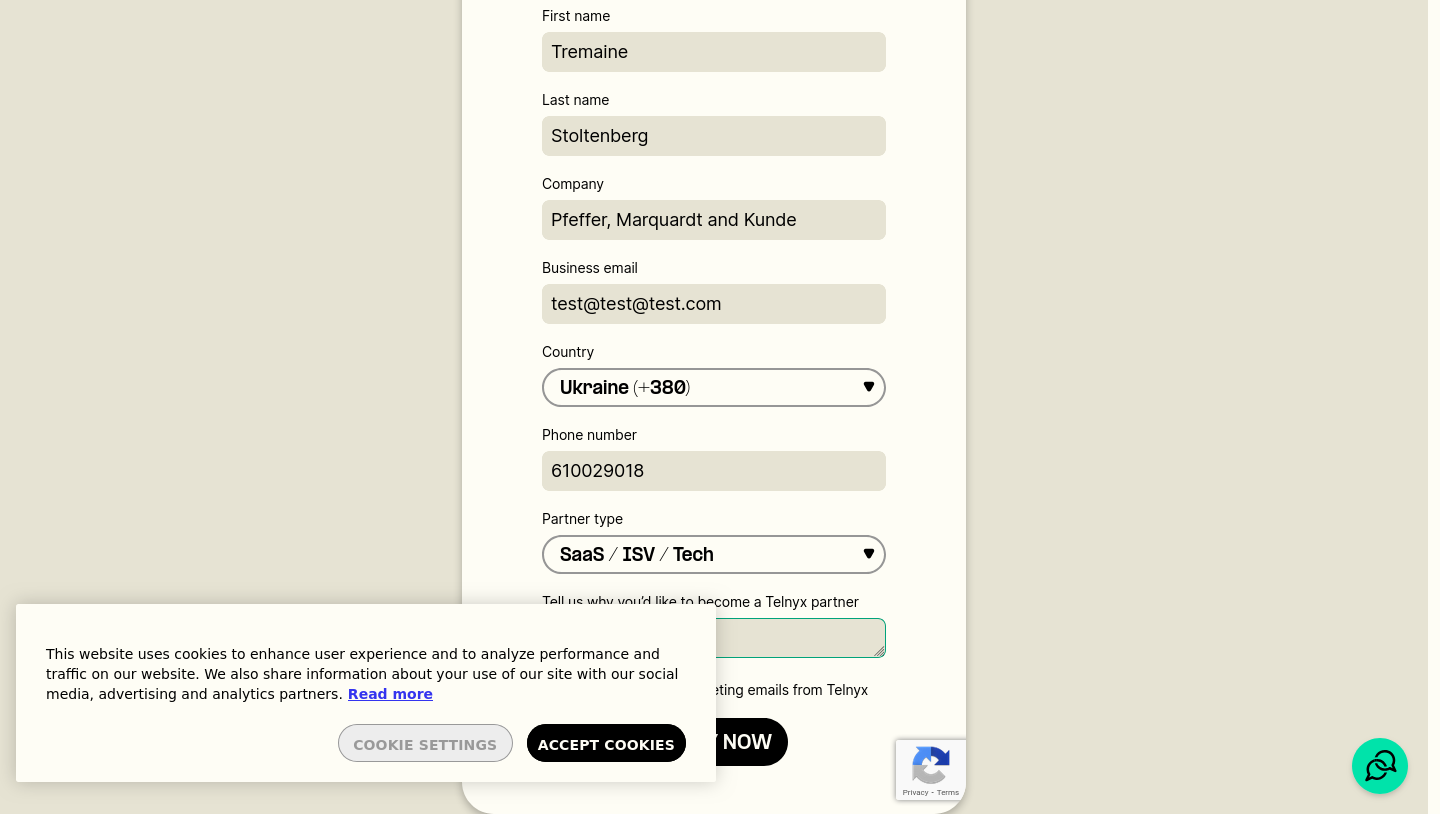 First name
Tremaine
Last name
Stoltenberg
Company
Pfeffer, Marquardt and Kunde
Business email
test@test@test.com
Country
Ukraine (+380)
Phone number
610029018
Partner type
SaaS / ISV / Tech
Tell us why you'd like to become a Telnyx partner
emails from Telnyx
NOW
This website uses cookies to enhance user experience and to analyze performance and
traffic on our website. We also share information about your use of our site with our social
media, advertising and analytics partners. Read more
COOKIE SETTINGS
ACCEPT COOKIES
Privacy - Terms